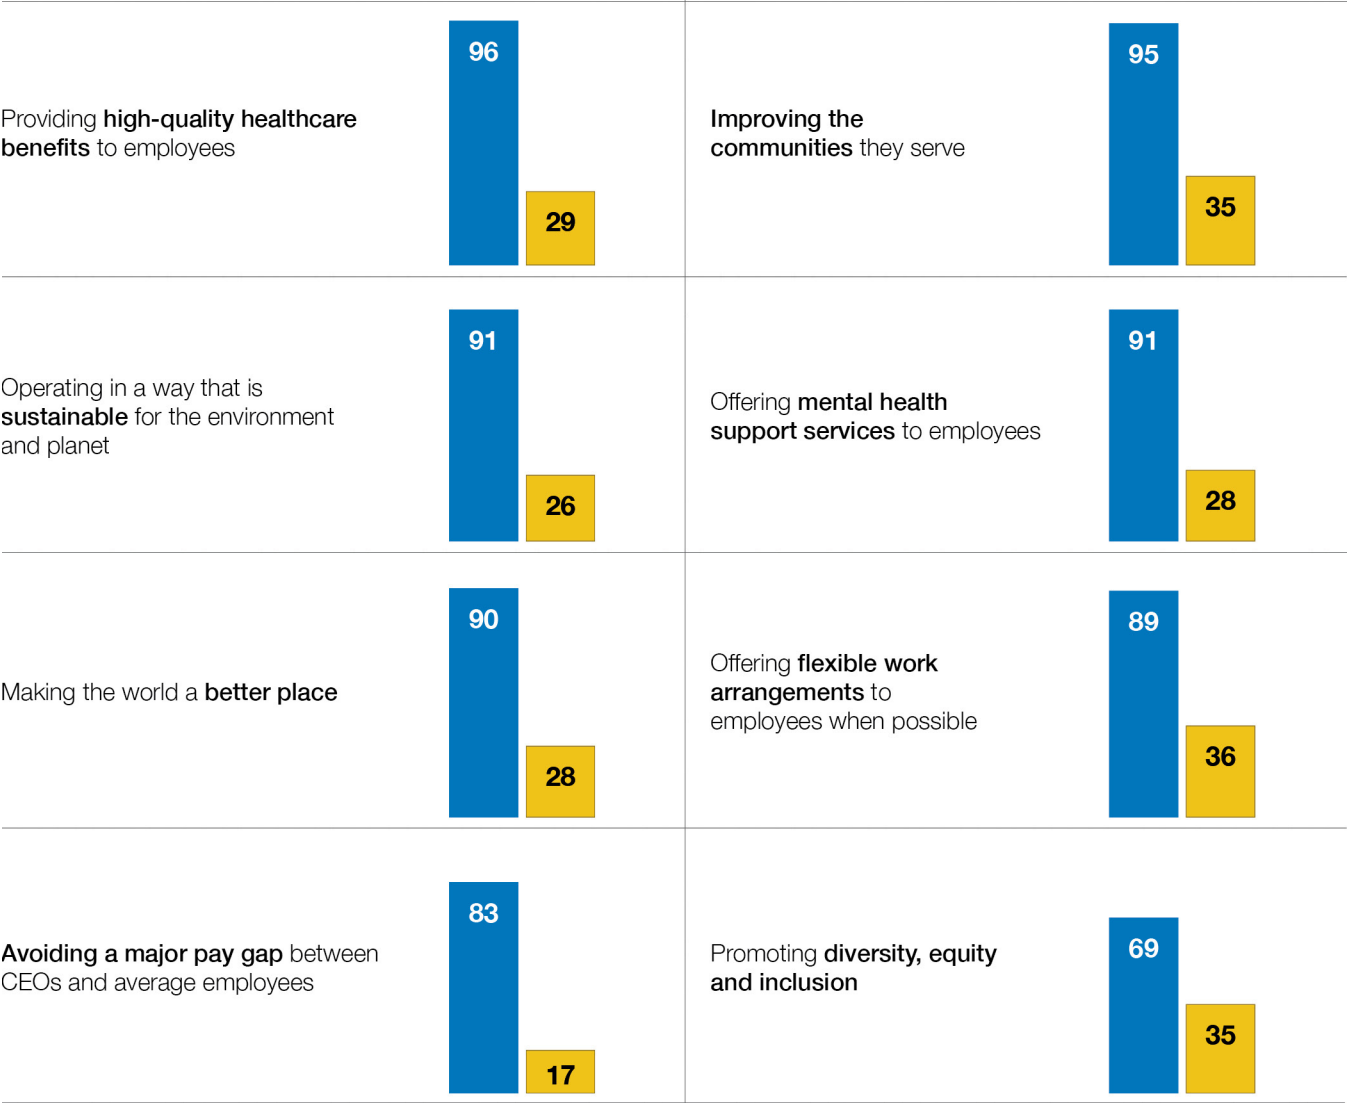 Providing high-quality healthcare
benefits to employees
96
29
Improving the
communities they serve
95
35
Operating in a way that is
sustainable for the environment
and planet
91
26
Offering mental health
support services to employees
91
28
Making the world a better place
90
28
Offering flexible work
arrangements to
employees when possible
89
36
Avoiding a major pay gap between
CEOs and average employees
83
17
Promoting diversity, equity
and inclusion
69
35